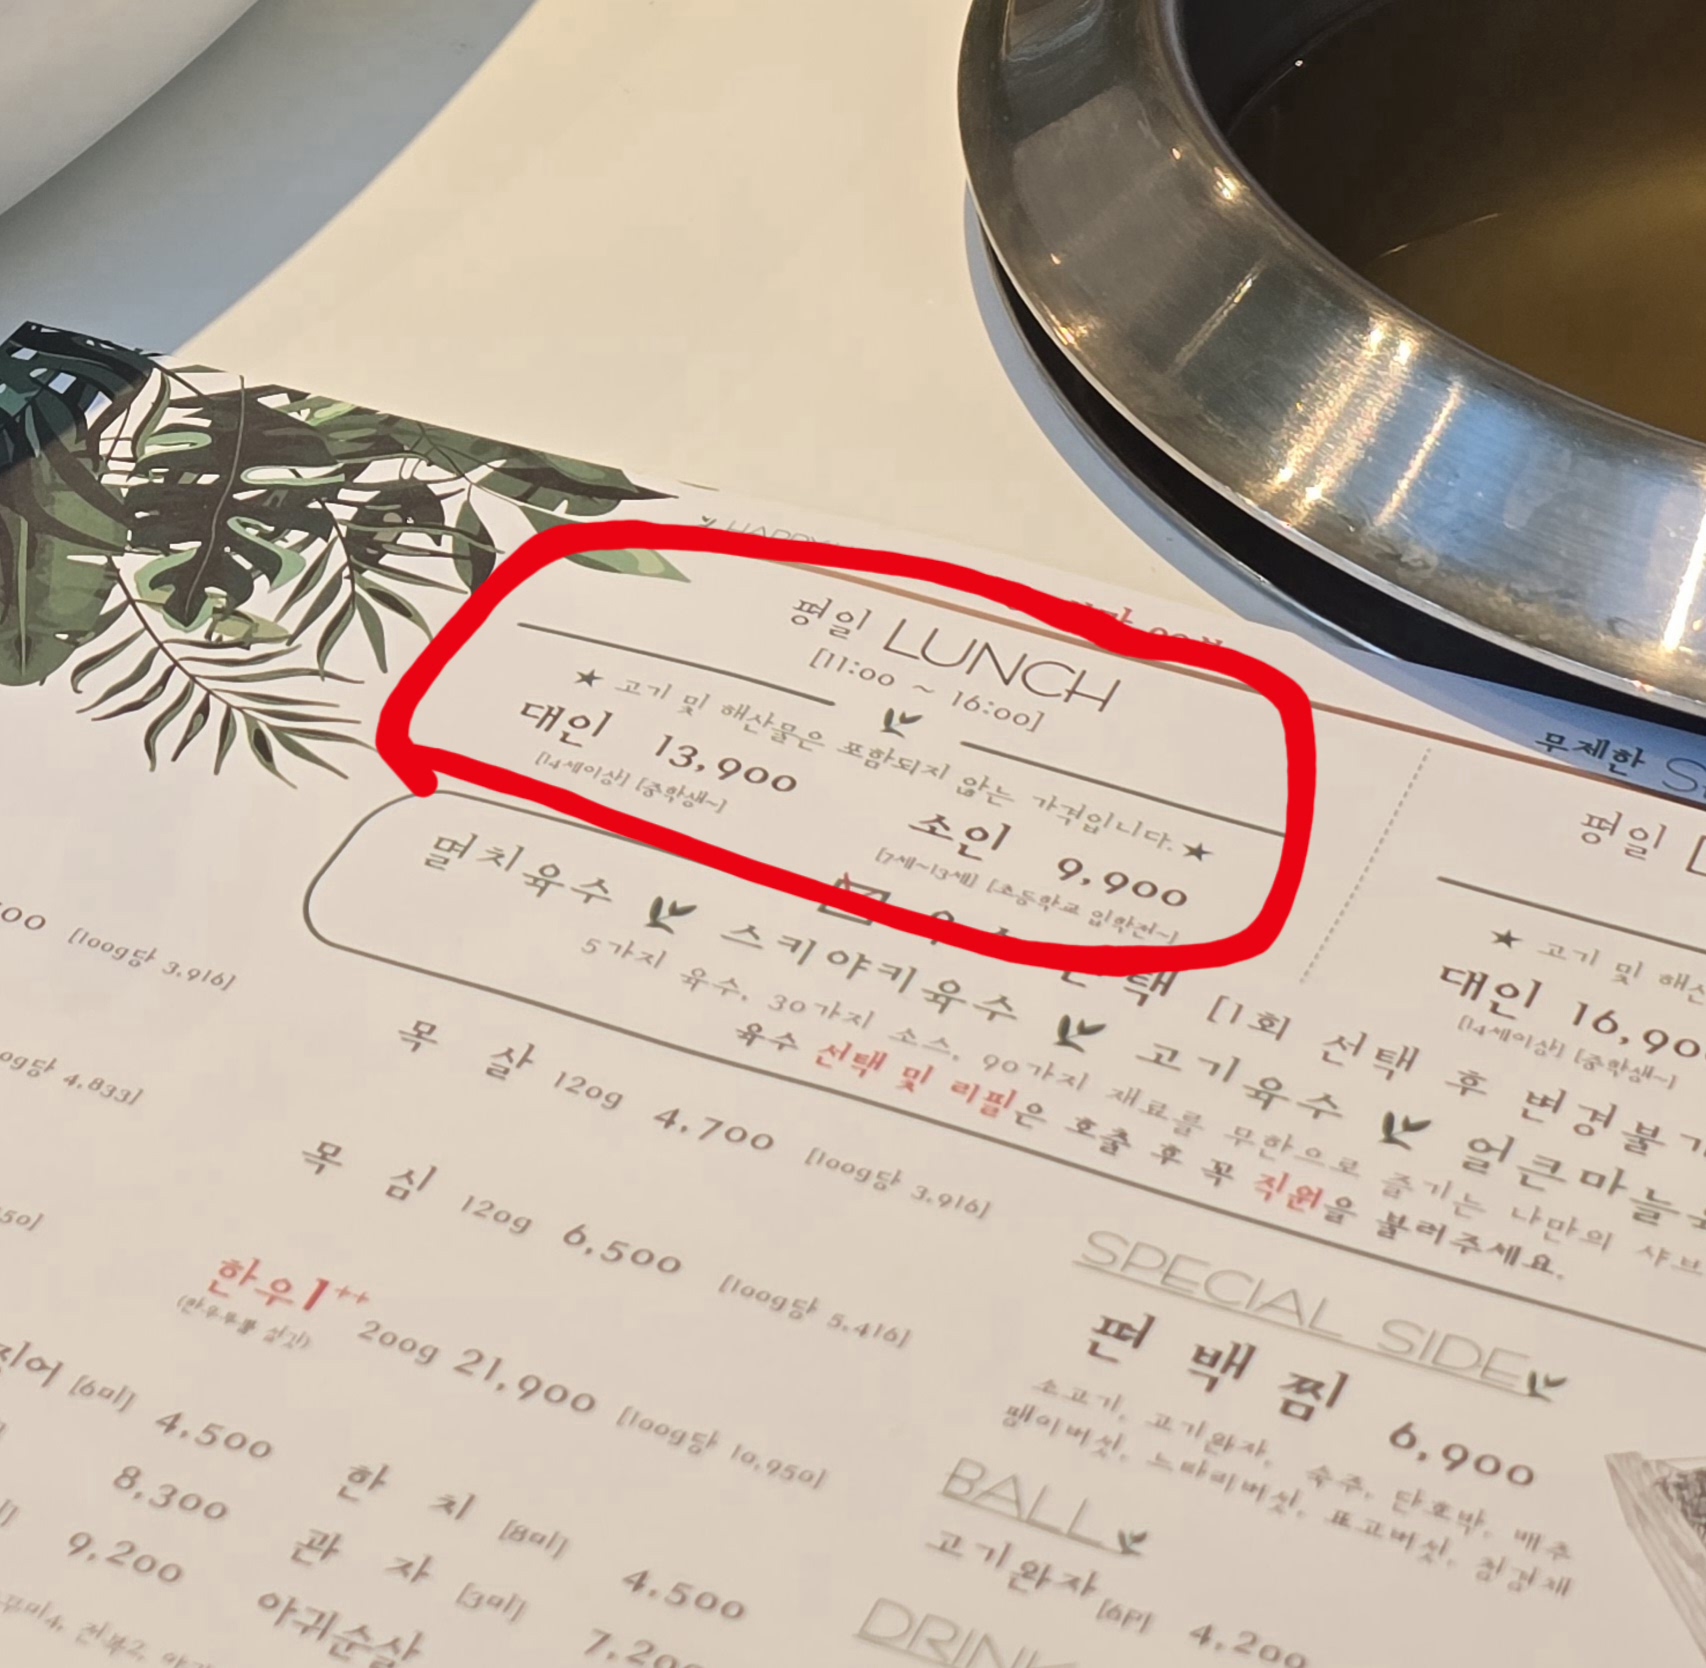 HAPPY
평일 LUNCH
[11:00 ~ 16:00]
★ 고기 및 해산물은 포함되지 않는 가격입니다.★
대인 13,900
[14세이상] [중학생~]
소인 9,900
[7세~13세] [초등학교 입학전~]
선택 [1회 선택 후 변경불
멸치육수 스키야키육수 고기육수 얼큰마늘
5가지 육수, 30가지 소스, 90가지 재료를 무한으로 즐기는 나만의 샤브
육수 선택 및 리필은 호출 후 꼭 직원을 불러주세요.
무제한
평일
★ 고기 및 해산
대인 16,90
[14세이상] [중학생~]
00 [100g당 3,916]
0g당 4,833]
목살 120g 4,700 [100g당 3,916]
목심 120g 6,500 [100g당 5,416]
한우1++ 200g 21,900 [100g당 10,950]
[6미] 4,500
8,300
9,200
한치 [8미] 4,500
관자 [3미] 7,20
아귀순살
SPECIAL SIDE
편백찜 6,900
소고기, 고기완자, 숙주, 단호박, 배추
팽이버섯, 느타리버섯, 표고버섯, 청경채
BALL
고기완자 [6P] 4,200
DRINK